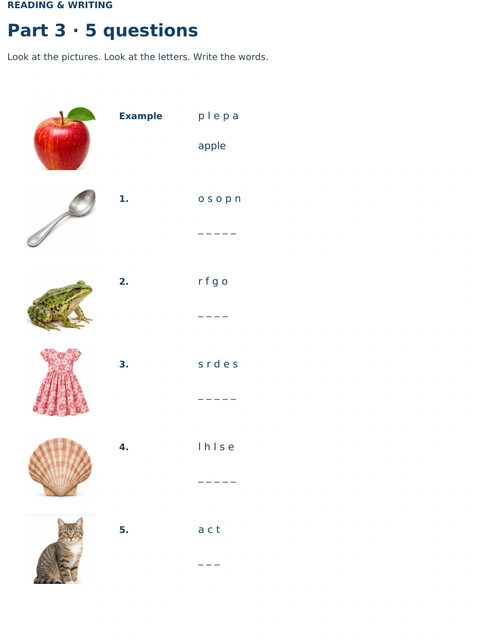 READING & WRITING
Part 3 · 5 questions
Look at the pictures. Look at the letters. Write the words.
Example p l e p a
apple
1. o s o p n
_ _ _ _ _
2. r f g o
_ _ _ _
3. s r d e s
_ _ _ _ _
4. l h l s e
_ _ _ _ _
5. a c t
_ _ _